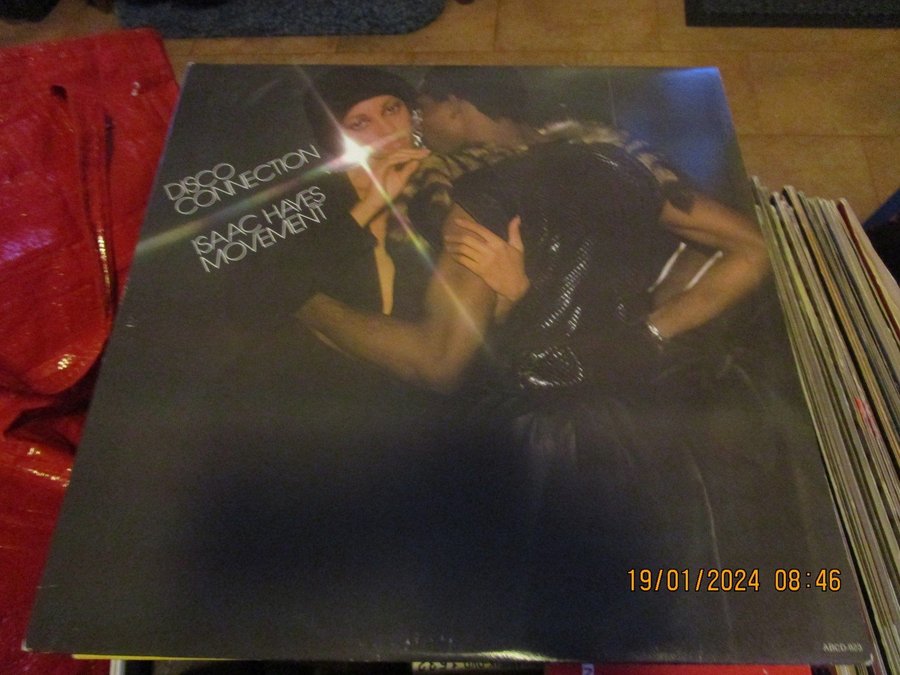 DISCO
CONNECTION
ISAAC HAYES
MOVEMENT
19/01/2024 08:46
ABCD-923